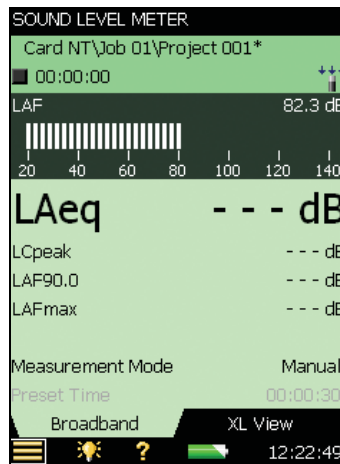 SOUND LEVEL METER
Card NT\Job 01\Project 001*
00:00:00
LAF 82.3 dB
20 40 60 80 100 120 140
LAeq - - - dB
LCpeak - - - dB
LAF90.0 - - - dB
LAFmax - - - dB
Measurement Mode Manual
Preset Time 00:00:30
Broadband XL View
? 12:22:49